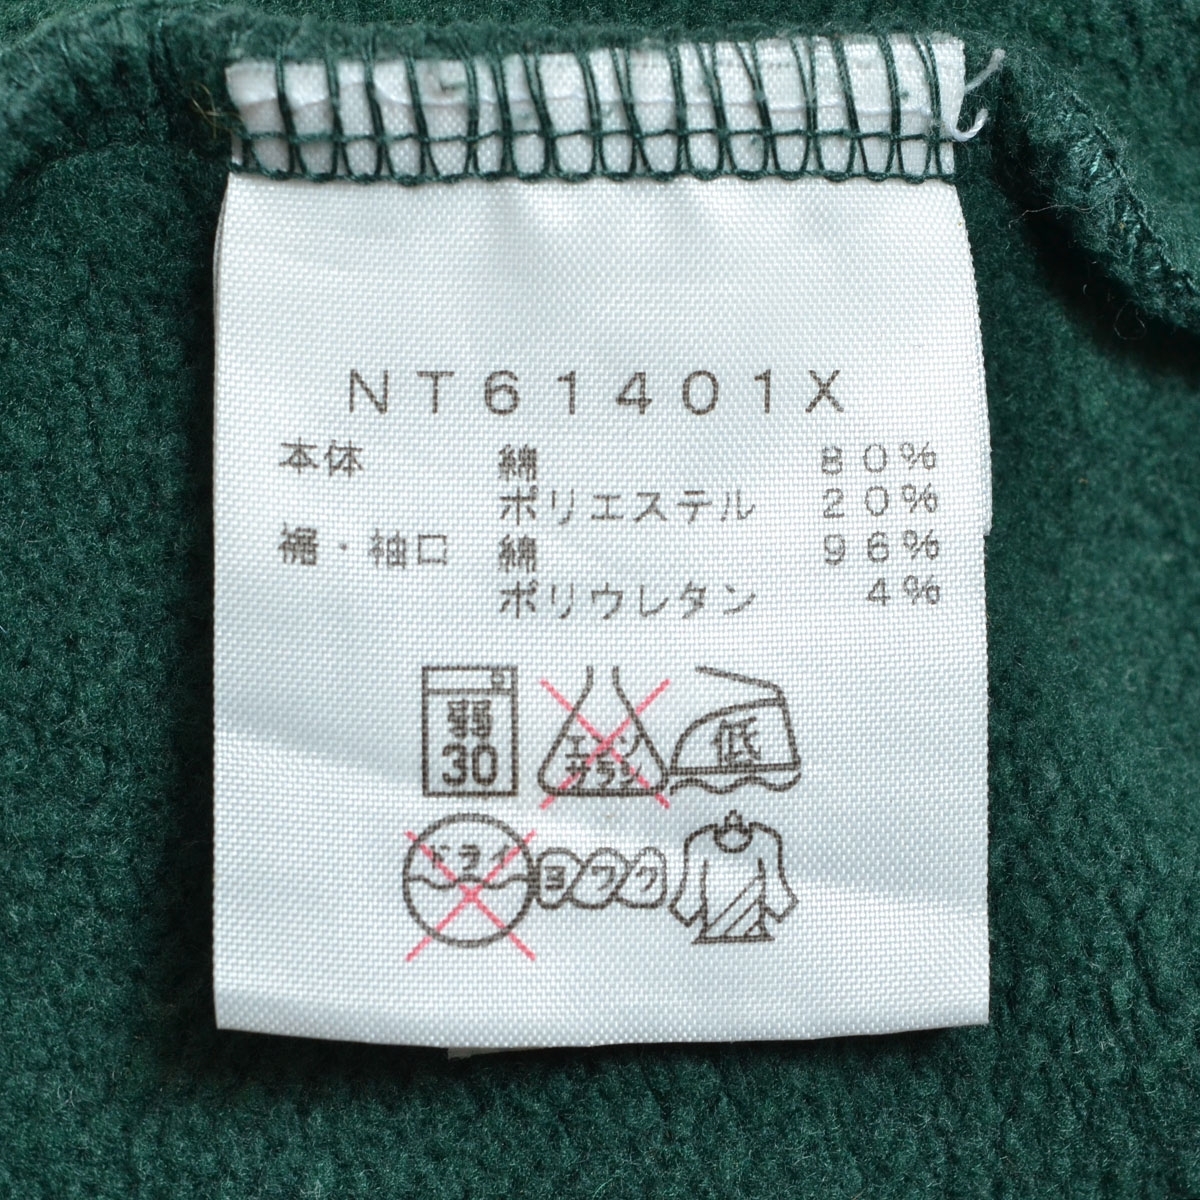 NT61401X
本体 綿 80%
ポリエステル 20%
裾・袖口 綿 96%
ポリウレタン 4%
弱
30
エンソ
サラシ
低
ドライ
ヨワク